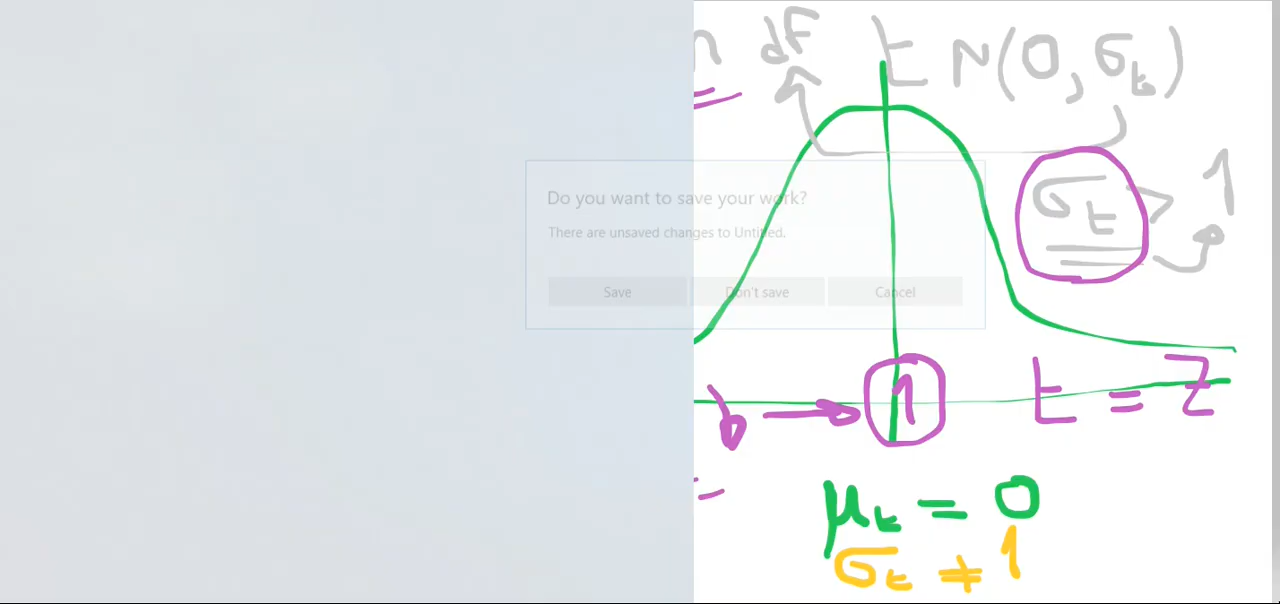 n df t N(0, σt)
Do you want to save your work?
There are unsaved changes to Untitled.
Save Don't save Cancel
σt > 1
1 t = Z
μt = 0
σt ≠ 1